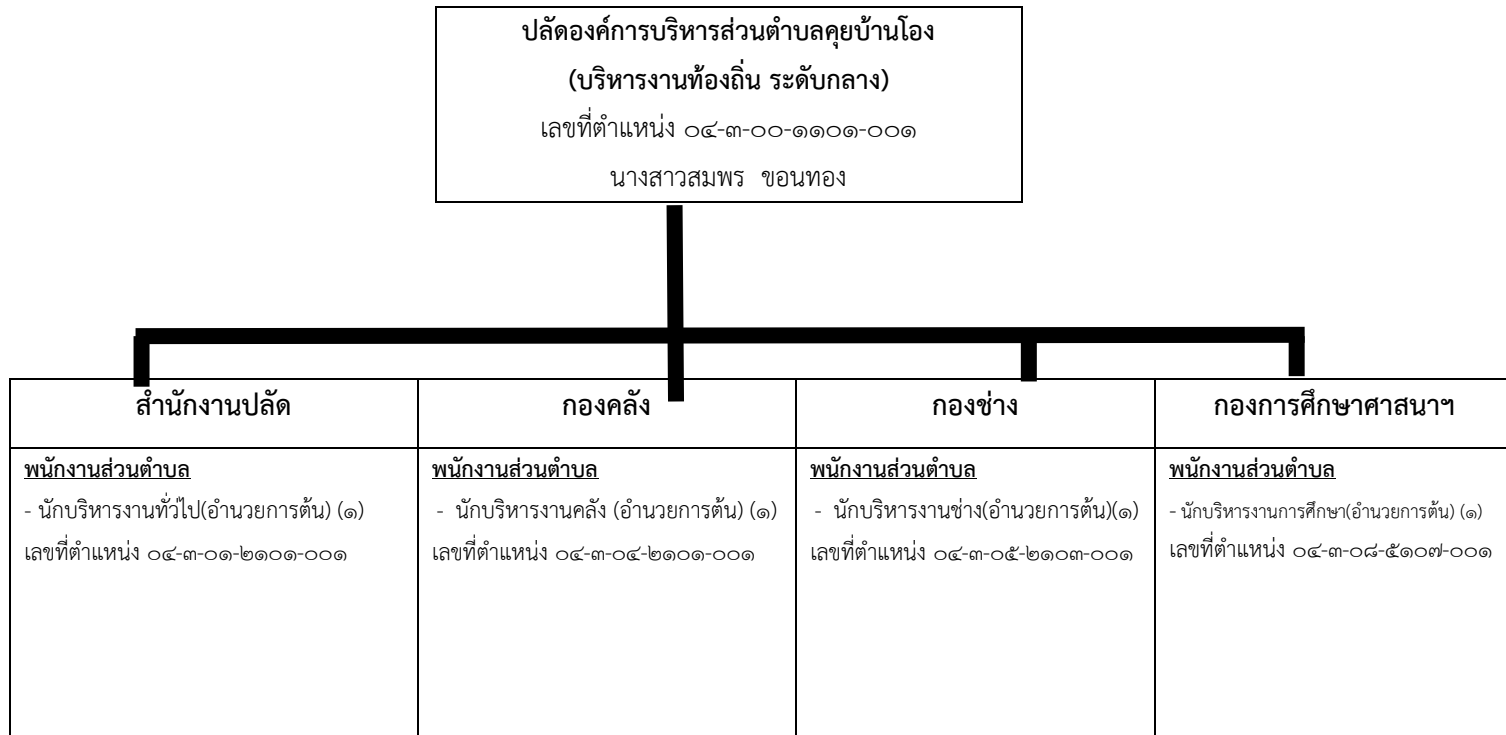 ปลัดองค์การบริหารส่วนตำบลคุยบ้านโอง
(บริหารงานท้องถิ่น ระดับกลาง)
เลขที่ตำแหน่ง ๐๔-๓-๐๐-๑๑๐๑-๐๐๑
นางสาวสมพร ขอนทอง
สำนักงานปลัด
พนักงานส่วนตำบล
- นักบริหารงานทั่วไป(อำนวยการต้น) (๑)
เลขที่ตำแหน่ง ๐๔-๓-๐๑-๒๑๐๑-๐๐๑
กองคลัง
พนักงานส่วนตำบล
- นักบริหารงานคลัง (อำนวยการต้น) (๑)
เลขที่ตำแหน่ง ๐๔-๓-๐๔-๒๑๐๑-๐๐๑
กองช่าง
พนักงานส่วนตำบล
- นักบริหารงานช่าง(อำนวยการต้น)(๑)
เลขที่ตำแหน่ง ๐๔-๓-๐๕-๒๑๐๓-๐๐๑
กองการศึกษาศาสนาฯ
พนักงานส่วนตำบล
- นักบริหารงานการศึกษา(อำนวยการต้น) (๑)
เลขที่ตำแหน่ง ๐๔-๓-๐๘-๕๑๐๗-๐๐๑